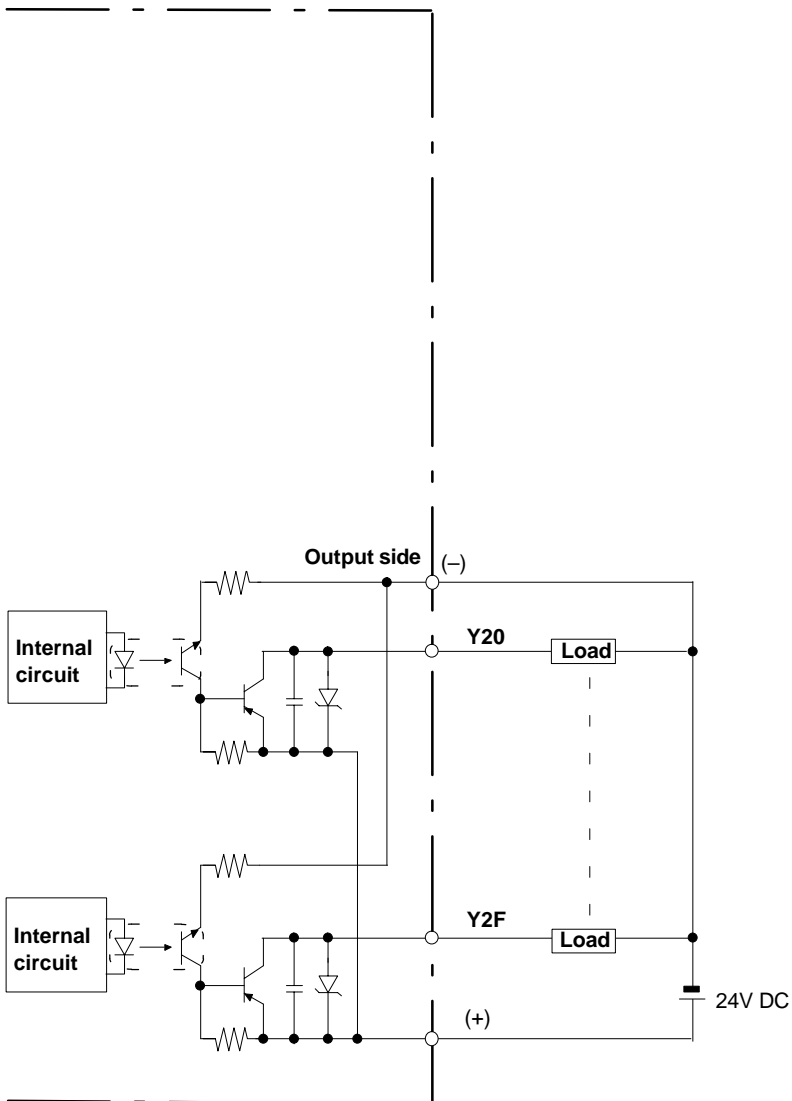 Output side
(–)
Y20
Load
Internal
circuit
Y2F
Load
Internal
circuit
(+)
24V DC